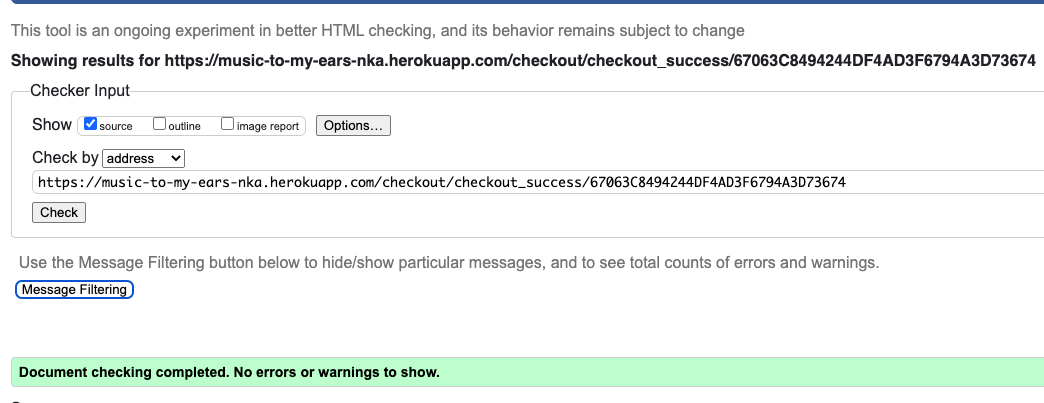 This tool is an ongoing experiment in better HTML checking, and its behavior remains subject to change
Showing results for https://music-to-my-ears-nka.herokuapp.com/checkout/checkout_success/67063C8494244DF4AD3F6794A3D73674
Checker Input
Show source outline image report Options...
Check by address
https://music-to-my-ears-nka.herokuapp.com/checkout/checkout_success/67063C8494244DF4AD3F6794A3D73674
Check
Use the Message Filtering button below to hide/show particular messages, and to see total counts of errors and warnings.
Message Filtering
Document checking completed. No errors or warnings to show.